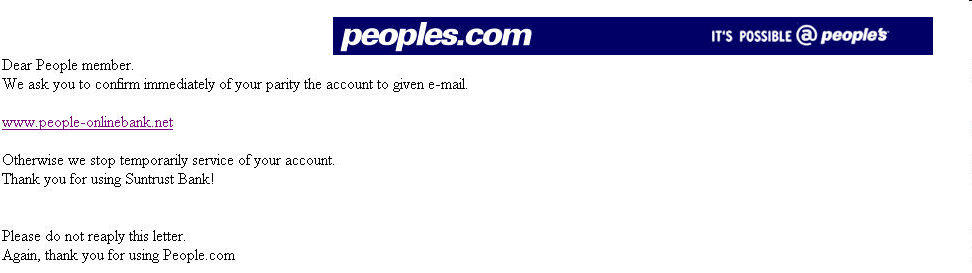 peoples.com IT'S POSSIBLE @ people's
Dear People member.
We ask you to confirm immediately of your parity the account to given e-mail.
www.people-onlinebank.net
Otherwise we stop temporarily service of your account.
Thank you for using Suntrust Bank!
Please do not reaply this letter.
Again, thank you for using People.com